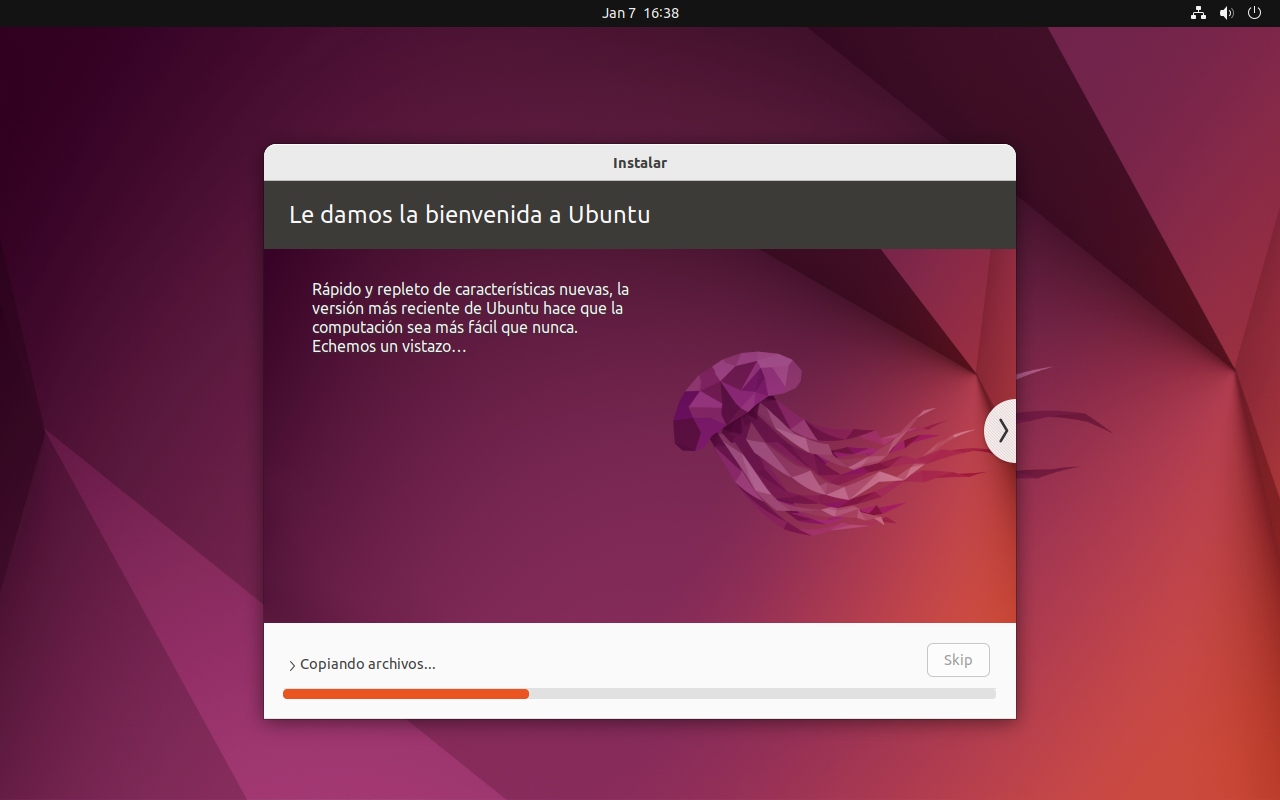 Jan 7 16:38
Instalar
Le damos la bienvenida a Ubuntu
Rápido y repleto de características nuevas, la
versión más reciente de Ubuntu hace que la
computación sea más fácil que nunca.
Echemos un vistazo…
Copiando archivos...
Skip